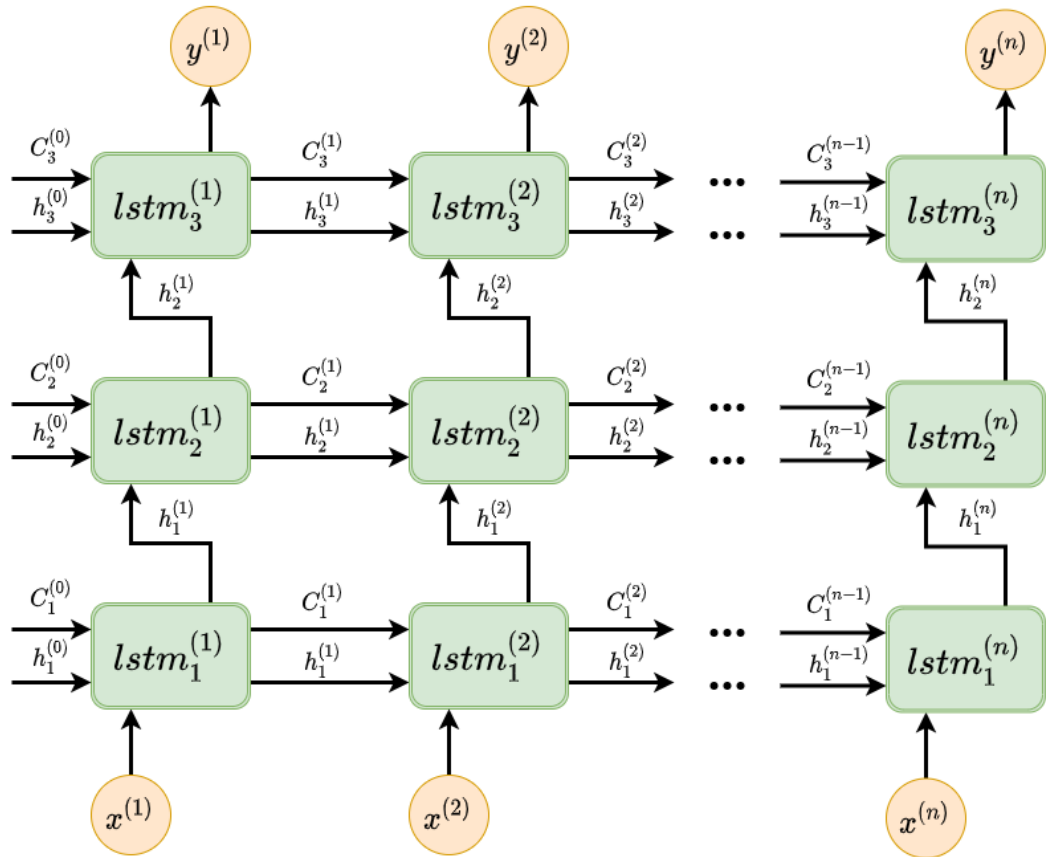 y^{(1)} y^{(2)} y^{(n)}
C_3^{(0)} C_3^{(1)} C_3^{(2)} C_3^{(n-1)}
lstm_3^{(1)} lstm_3^{(2)} ... lstm_3^{(n)}
h_3^{(0)} h_3^{(1)} h_3^{(2)} ... h_3^{(n-1)}
h_2^{(1)} h_2^{(2)} h_2^{(n)}
C_2^{(0)} C_2^{(1)} C_2^{(2)} C_2^{(n-1)}
lstm_2^{(1)} lstm_2^{(2)} ... lstm_2^{(n)}
h_2^{(0)} h_2^{(1)} h_2^{(2)} ... h_2^{(n-1)}
h_1^{(1)} h_1^{(2)} h_1^{(n)}
C_1^{(0)} C_1^{(1)} C_1^{(2)} C_1^{(n-1)}
lstm_1^{(1)} lstm_1^{(2)} ... lstm_1^{(n)}
h_1^{(0)} h_1^{(1)} h_1^{(2)} ... h_1^{(n-1)}
x^{(1)} x^{(2)} x^{(n)}